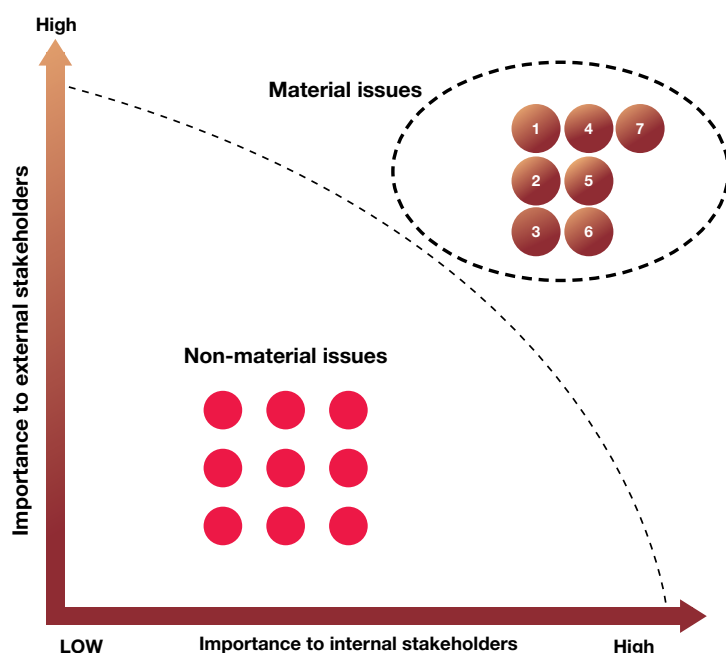 High
Material issues
1 4 7
2 5
3 6
Importance to external stakeholders
Non-material issues
LOW
Importance to internal stakeholders
High